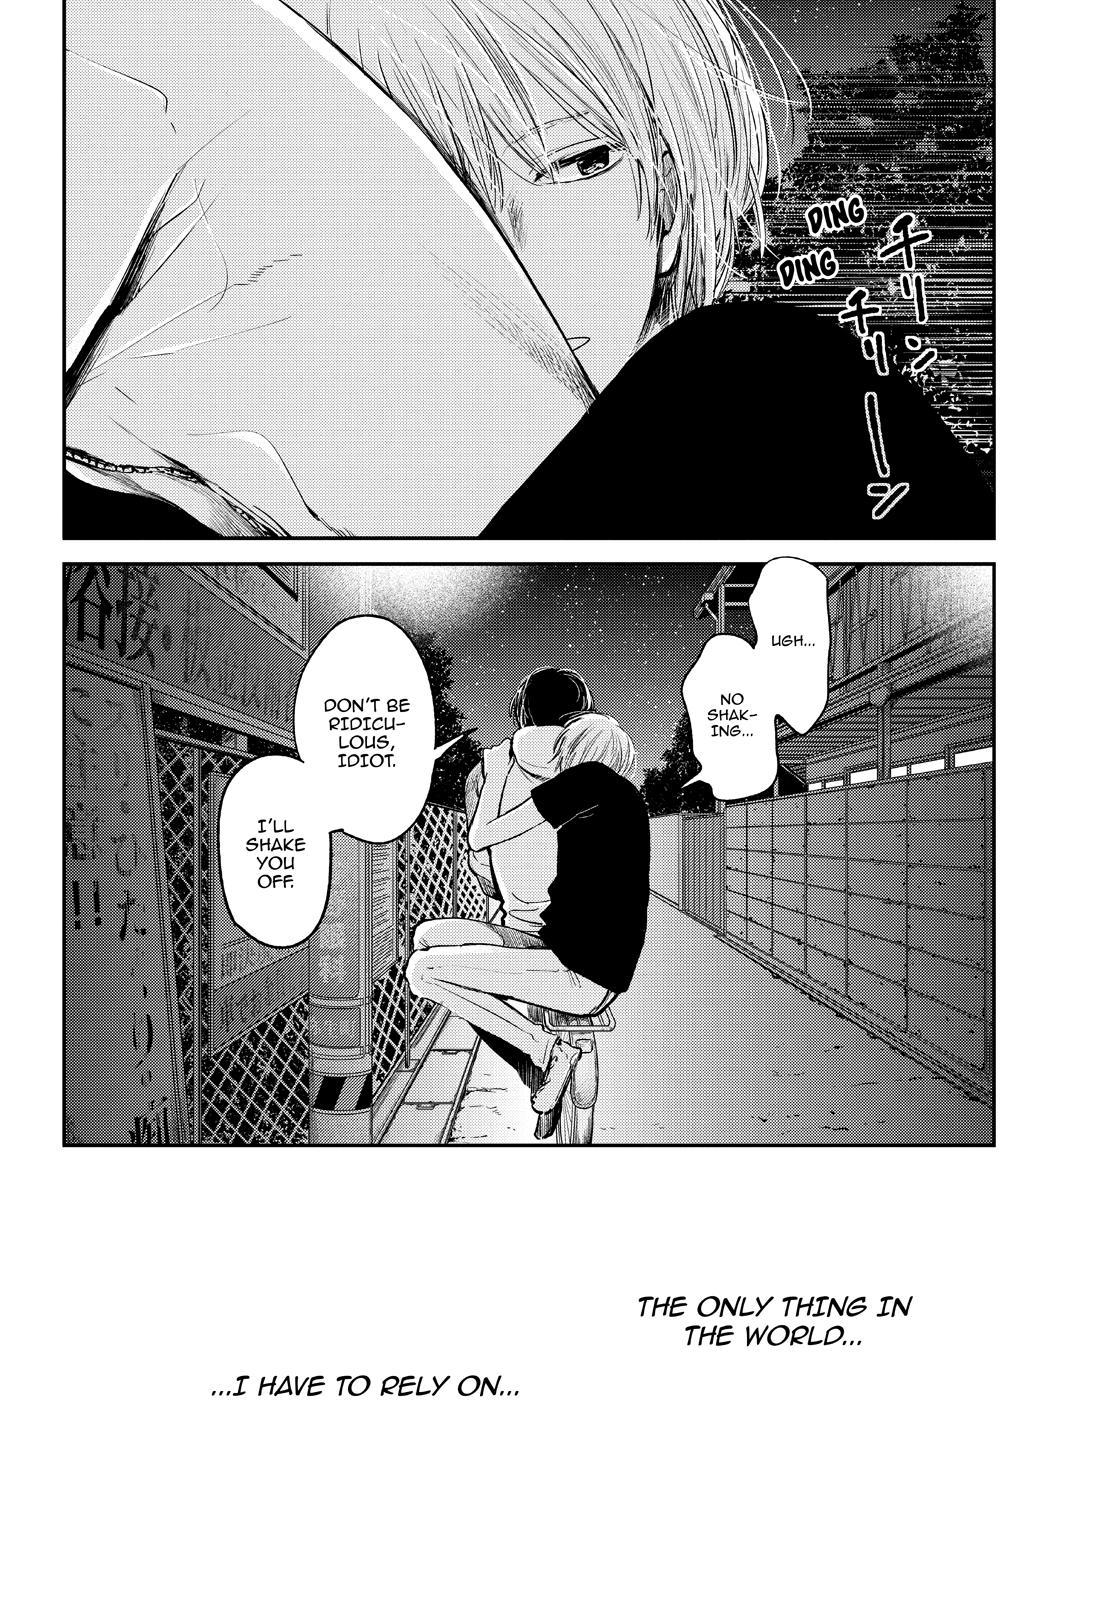 DING
DING
チリン
チリーン
UGH...
NO
SHAK-
ING...
DON'T BE
RIDICU-
LOUS,
IDIOT.
I'LL
SHAKE
YOU
OFF.
THE ONLY THING IN
THE WORLD...
...I HAVE TO RELY ON...